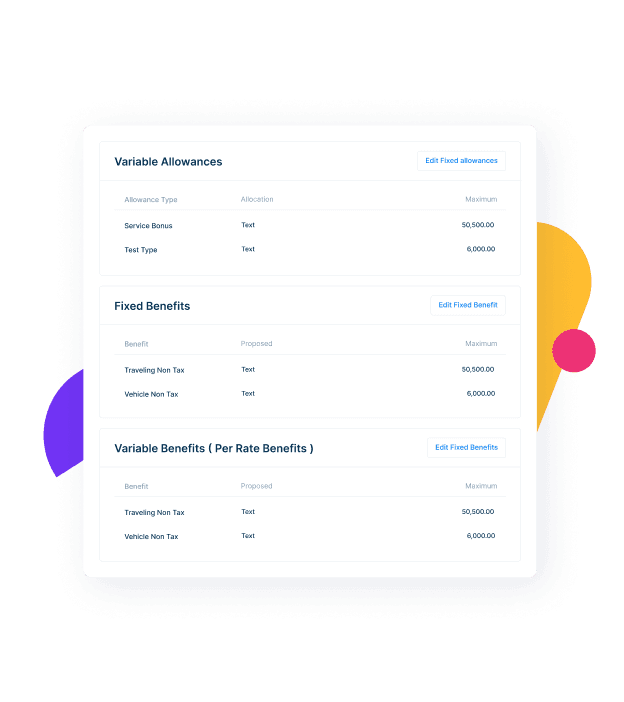 Variable Allowances Edit Fixed allowances
Allowance Type Allocation Maximum
Service Bonus Text 50,500.00
Test Type Text 6,000.00
Fixed Benefits Edit Fixed Benefit
Benefit Proposed Maximum
Traveling Non Tax Text 50,500.00
Vehicle Non Tax Text 6,000.00
Variable Benefits ( Per Rate Benefits ) Edit Fixed Benefits
Benefit Proposed Maximum
Traveling Non Tax Text 50,500.00
Vehicle Non Tax Text 6,000.00